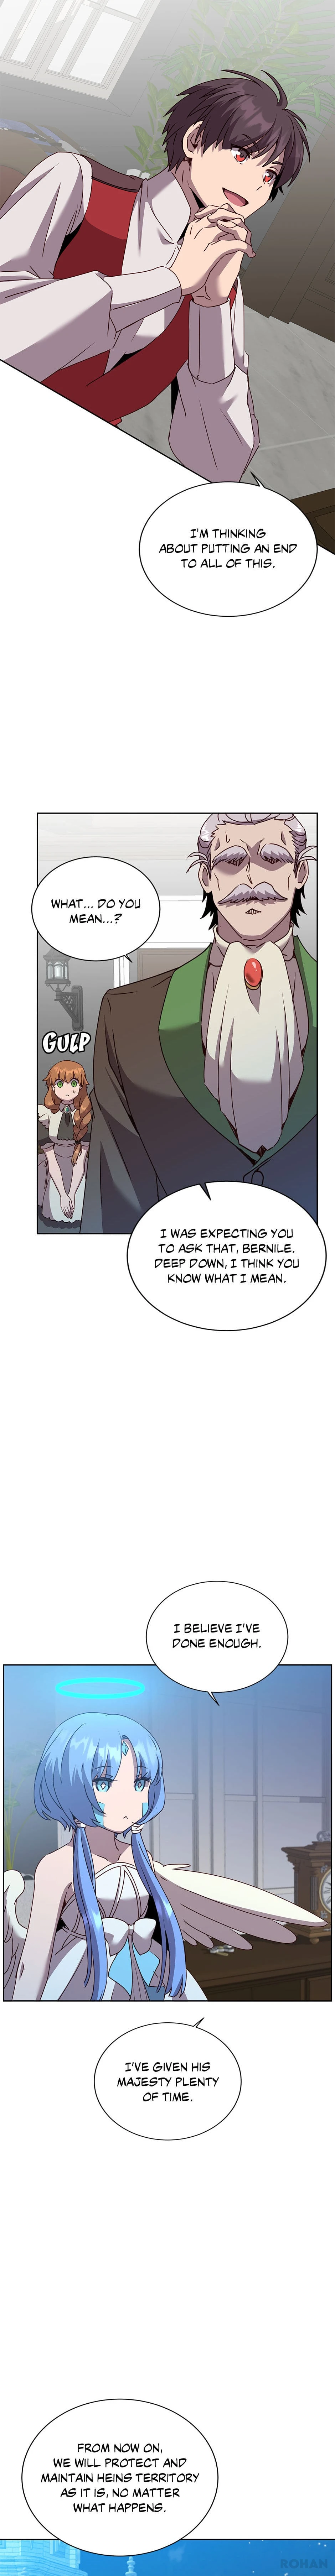 I'M THINKING
ABOUT PUTTING AN END
TO ALL OF THIS.
WHAT... DO YOU
MEAN...?
GULP
I WAS EXPECTING YOU
TO ASK THAT, BERNILE.
DEEP DOWN, I THINK YOU
KNOW WHAT I MEAN.
I BELIEVE I'VE
DONE ENOUGH.
I'VE GIVEN HIS
MAJESTY PLENTY
OF TIME.
FROM NOW ON,
WE WILL PROTECT AND
MAINTAIN HEINS TERRITORY
AS IT IS, NO MATTER
WHAT HAPPENS.
ROHAN